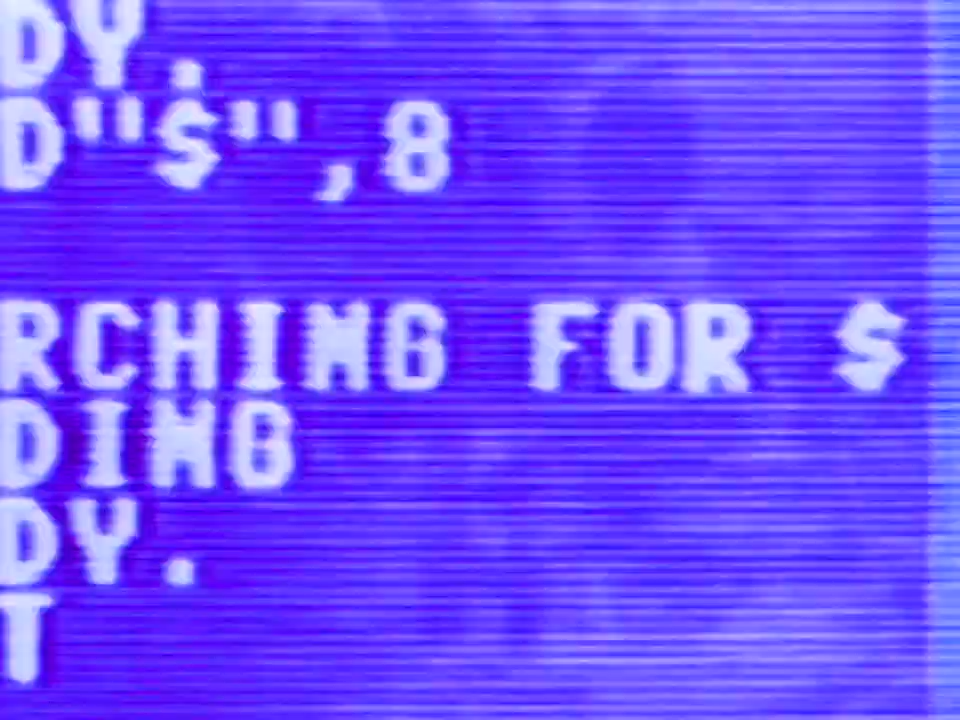 DY.
D"$",8
RCHING FOR $
DING
DY.
T